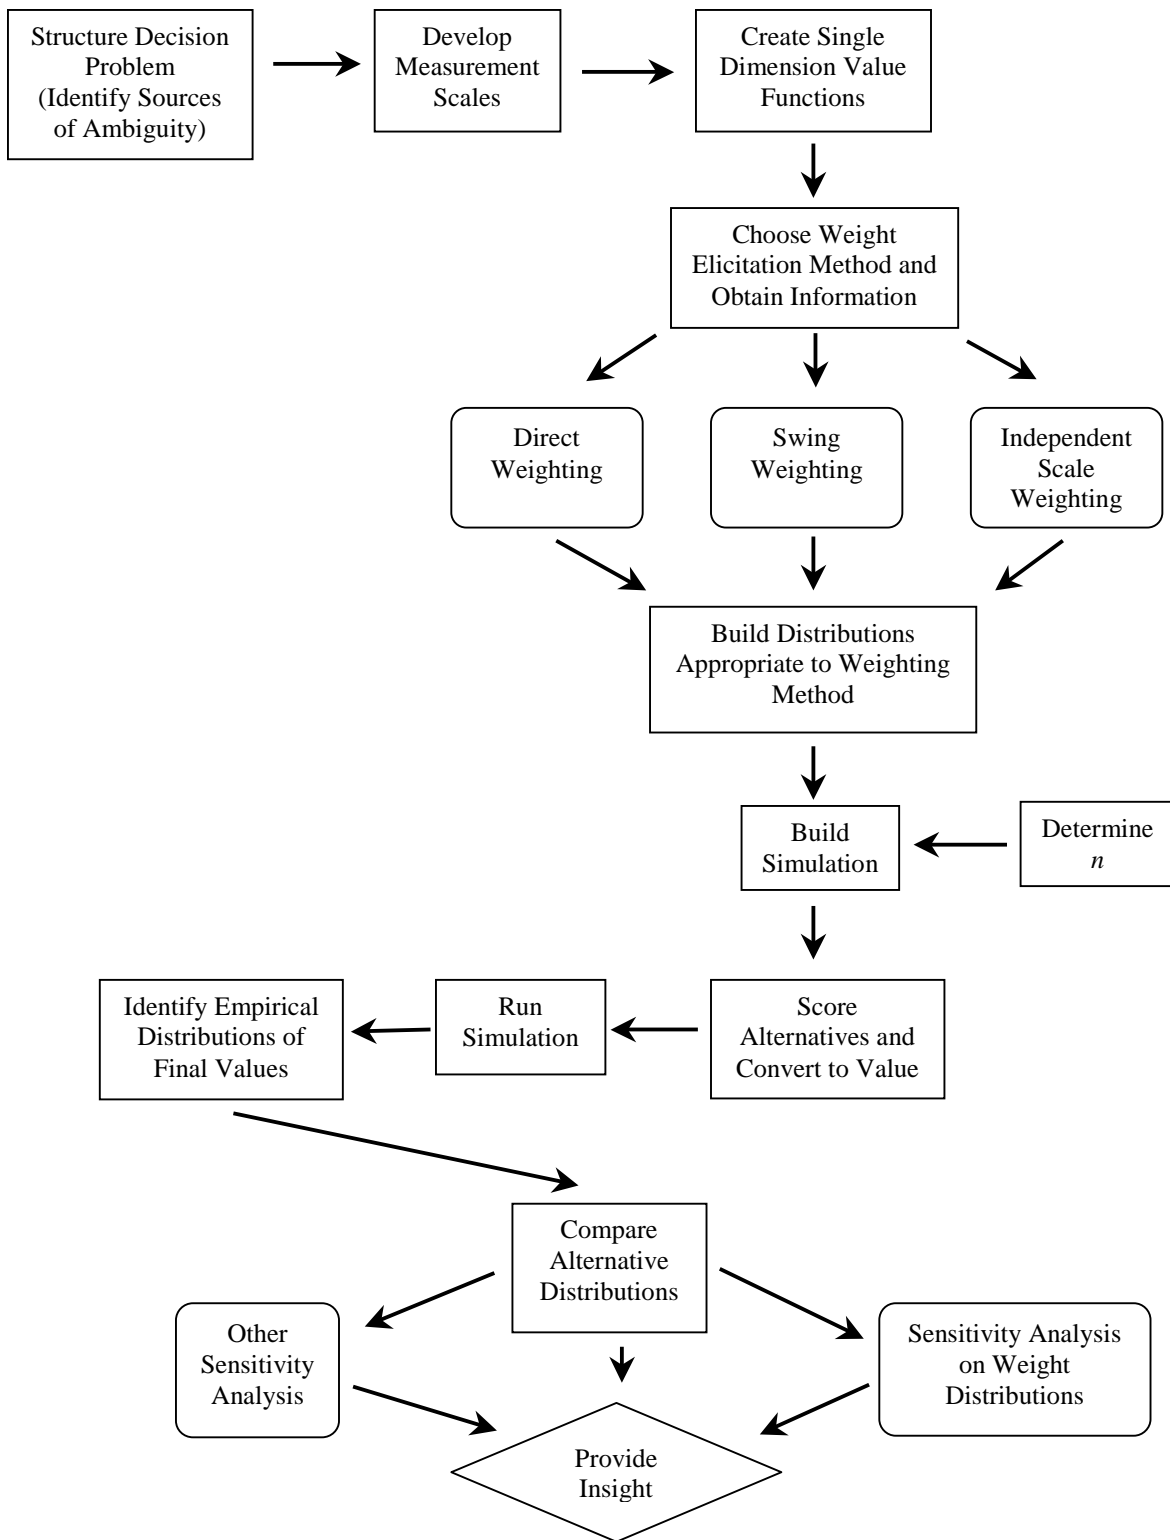 Structure Decision
Problem
(Identify Sources
of Ambiguity)
Develop
Measurement
Scales
Create Single
Dimension Value
Functions
Choose Weight
Elicitation Method and
Obtain Information
Direct
Weighting
Swing
Weighting
Independent
Scale
Weighting
Build Distributions
Appropriate to Weighting
Method
Build
Simulation
Determine
n
Score
Alternatives and
Convert to Value
Run
Simulation
Identify Empirical
Distributions of
Final Values
Compare
Alternative
Distributions
Other
Sensitivity
Analysis
Sensitivity Analysis
on Weight
Distributions
Provide
Insight